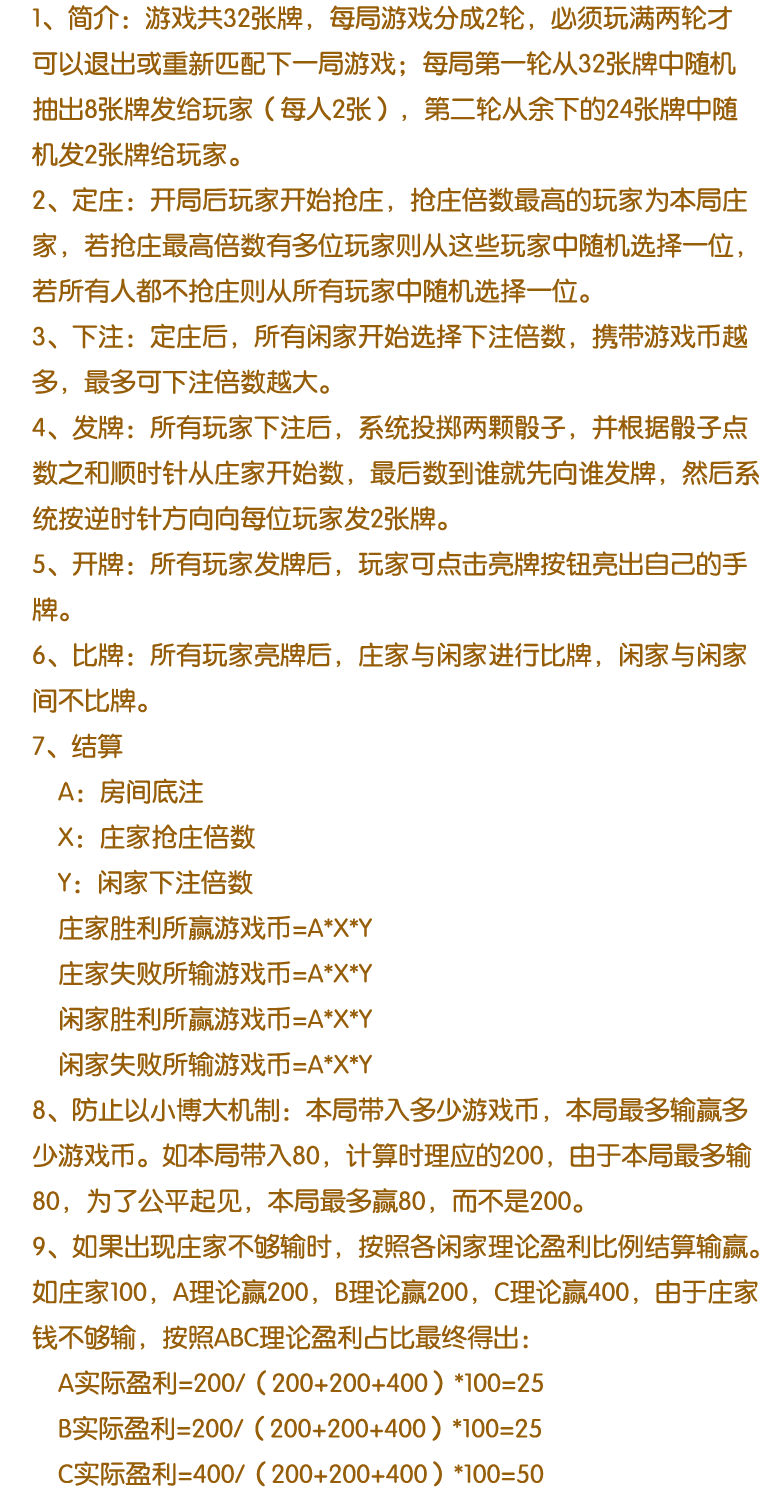 1、简介：游戏共32张牌，每局游戏分成2轮，必须玩满两轮才
可以退出或重新匹配下一局游戏；每局第一轮从32张牌中随机
抽出8张牌发给玩家（每人2张），第二轮从余下的24张牌中随
机发2张牌给玩家。
2、定庄：开局后玩家开始抢庄，抢庄倍数最高的玩家为本局庄
家，若抢庄最高倍数有多位玩家则从这些玩家中随机选择一位，
若所有人都不抢庄则从所有玩家中随机选择一位。
3、下注：定庄后，所有闲家开始选择下注倍数，携带游戏币越
多，最多可下注倍数越大。
4、发牌：所有玩家下注后，系统投掷两颗骰子，并根据骰子点
数之和顺时针从庄家开始数，最后数到谁就先向谁发牌，然后系
统按逆时针方向向每位玩家发2张牌。
5、开牌：所有玩家发牌后，玩家可点击亮牌按钮亮出自己的手
牌。
6、比牌：所有玩家亮牌后，庄家与闲家进行比牌，闲家与闲家
间不比牌。
7、结算
A：房间底注
X：庄家抢庄倍数
Y：闲家下注倍数
庄家胜利所赢游戏币=A*X*Y
庄家失败所输游戏币=A*X*Y
闲家胜利所赢游戏币=A*X*Y
闲家失败所输游戏币=A*X*Y
8、防止以小博大机制：本局带入多少游戏币，本局最多输赢多
少游戏币。如本局带入80，计算时理应的200，由于本局最多输
80，为了公平起见，本局最多赢80，而不是200。
9、如果出现庄家不够输时，按照各闲家理论盈利比例结算输赢。
如庄家100，A理论赢200，B理论赢200，C理论赢400，由于庄家
钱不够输，按照ABC理论盈利占比最终得出：
A实际盈利=200/（200+200+400）*100=25
B实际盈利=200/（200+200+400）*100=25
C实际盈利=400/（200+200+400）*100=50